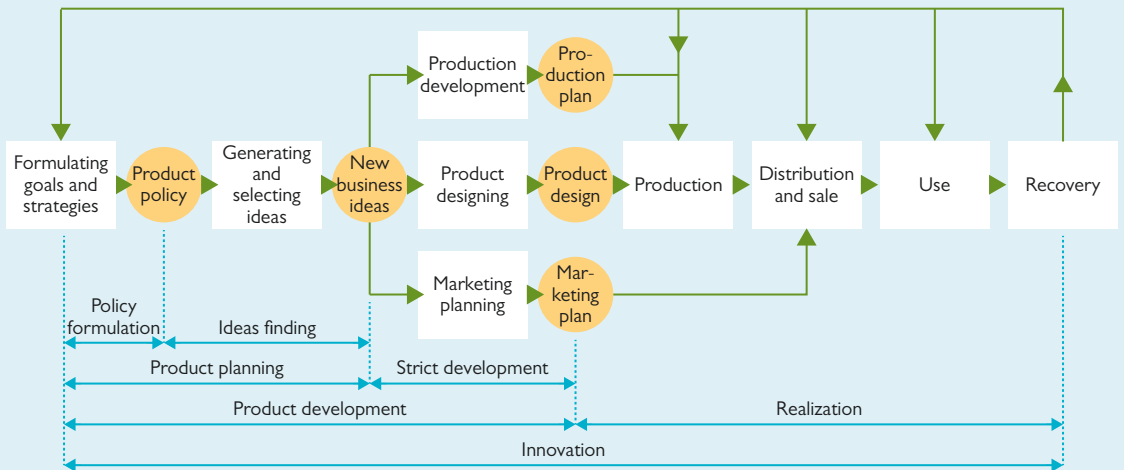 Production
development
Pro-
duction
plan
Formulating
goals and
strategies
Product
policy
Generating
and
selecting
ideas
New
business
ideas
Product
designing
Product
design
Production
Distribution
and sale
Use
Recovery
Marketing
planning
Mar-
keting
plan
Policy
formulation
Ideas finding
Product planning
Strict development
Product development
Realization
Innovation